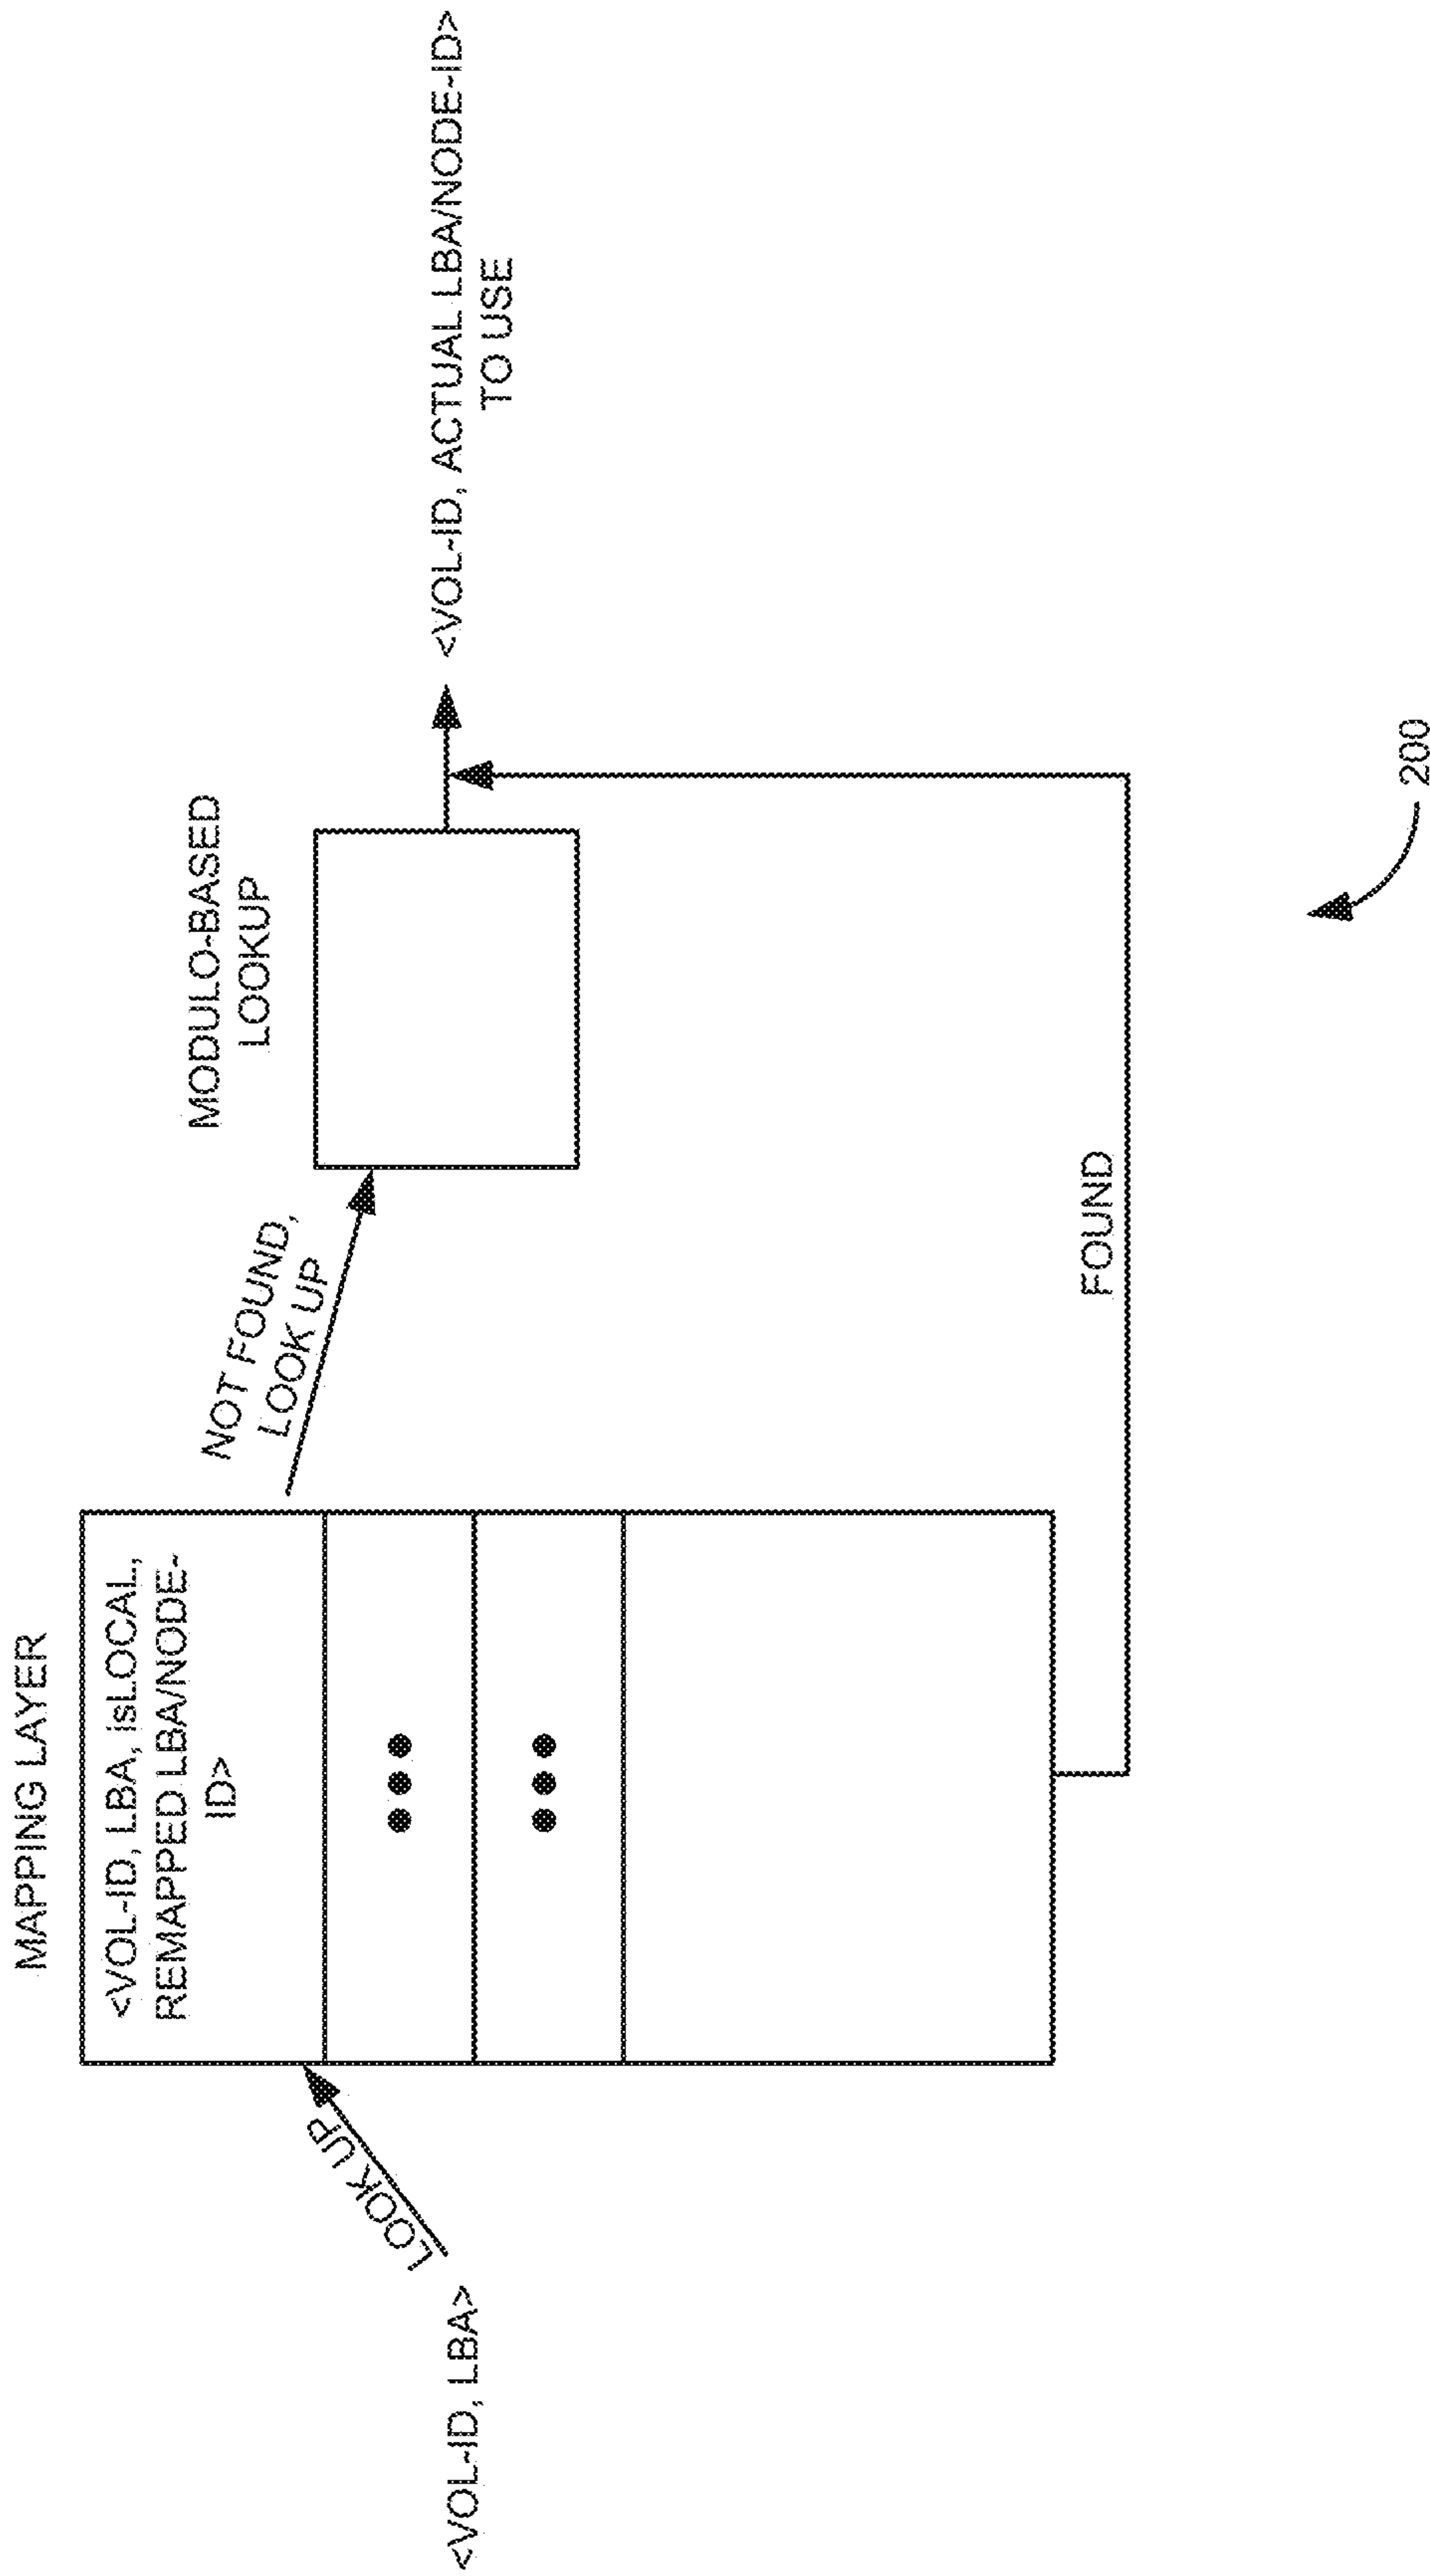 MAPPING LAYER
<VOL-ID, LBA>
LOOK UP
<VOL-ID, LBA, isLOCAL,
REMAPPED LBA/NODE-
ID>
NOT FOUND,
LOOK UP
MODULO-BASED
LOOKUP
<VOL-ID, ACTUAL LBA/NODE-ID>
TO USE
FOUND
200